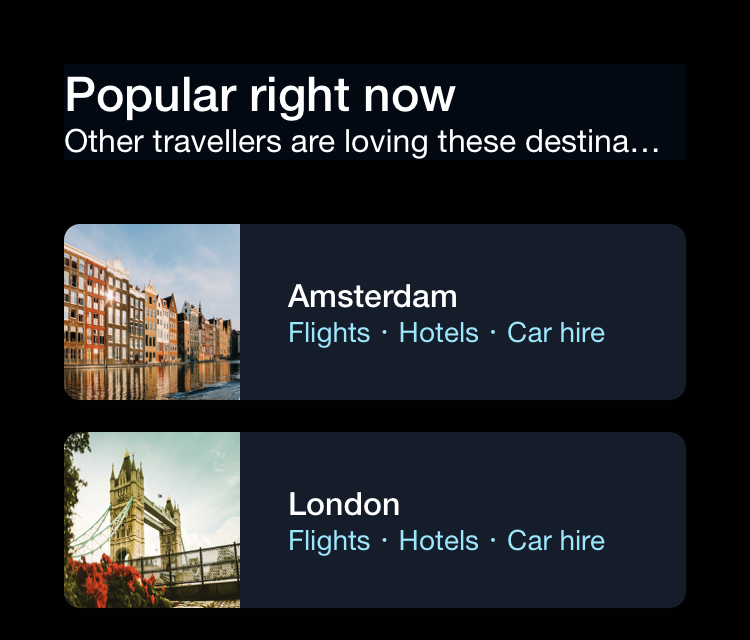 Popular right now
Other travellers are loving these destina…
Amsterdam
Flights · Hotels · Car hire
London
Flights · Hotels · Car hire